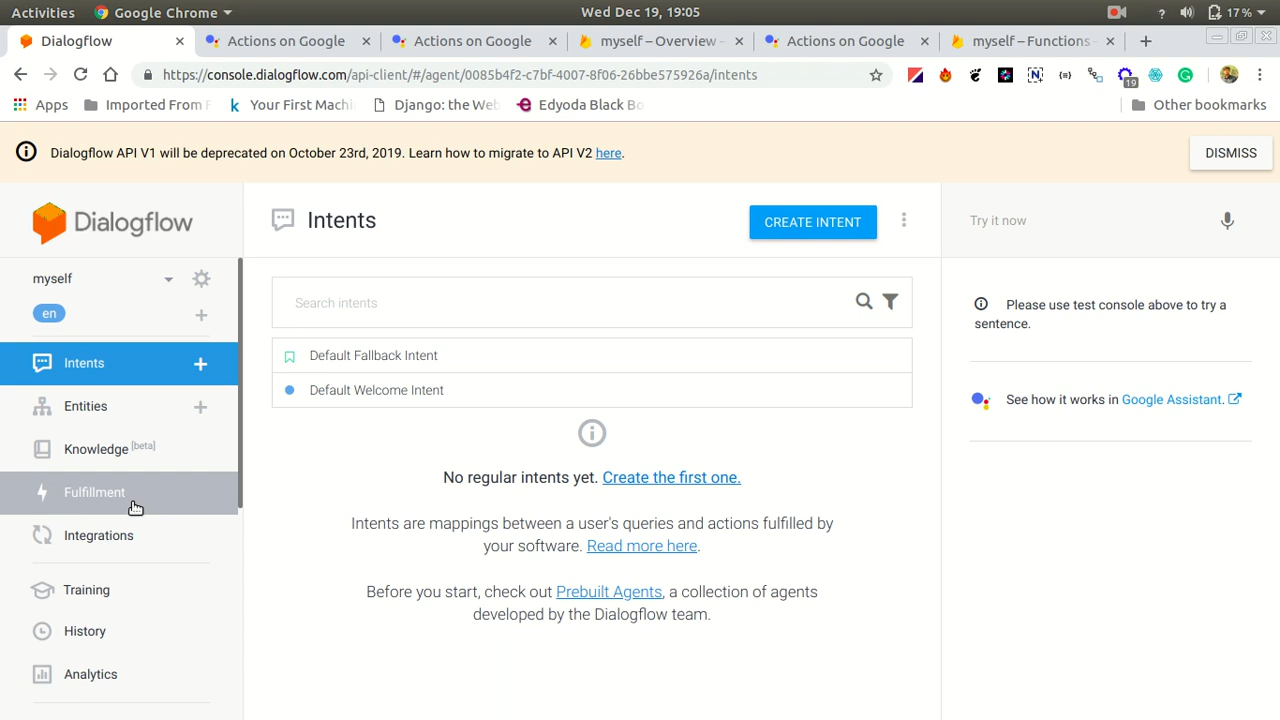 Activities Google Chrome Wed Dec 19, 19:05 ? 17%
Dialogflow Actions on Google Actions on Google myself – Overview – Actions on Google myself – Functions –
https://console.dialogflow.com/api-client/#/agent/0085b4f2-c7bf-4007-8f06-26bbe575926a/intents 19
Apps Imported From F Your First Machi Django: the Web Edyoda Black Bo Other bookmarks
Dialogflow API V1 will be deprecated on October 23rd, 2019. Learn how to migrate to API V2 here. DISMISS
Dialogflow
Intents
CREATE INTENT
Try it now
myself
en
Search intents
Please use test console above to try a
sentence.
Intents
Default Fallback Intent
Default Welcome Intent
Entities
See how it works in Google Assistant.
Knowledge [beta]
No regular intents yet. Create the first one.
Fulfillment
Intents are mappings between a user's queries and actions fulfilled by
your software. Read more here.
Integrations
Before you start, check out Prebuilt Agents, a collection of agents
developed by the Dialogflow team.
Training
History
Analytics